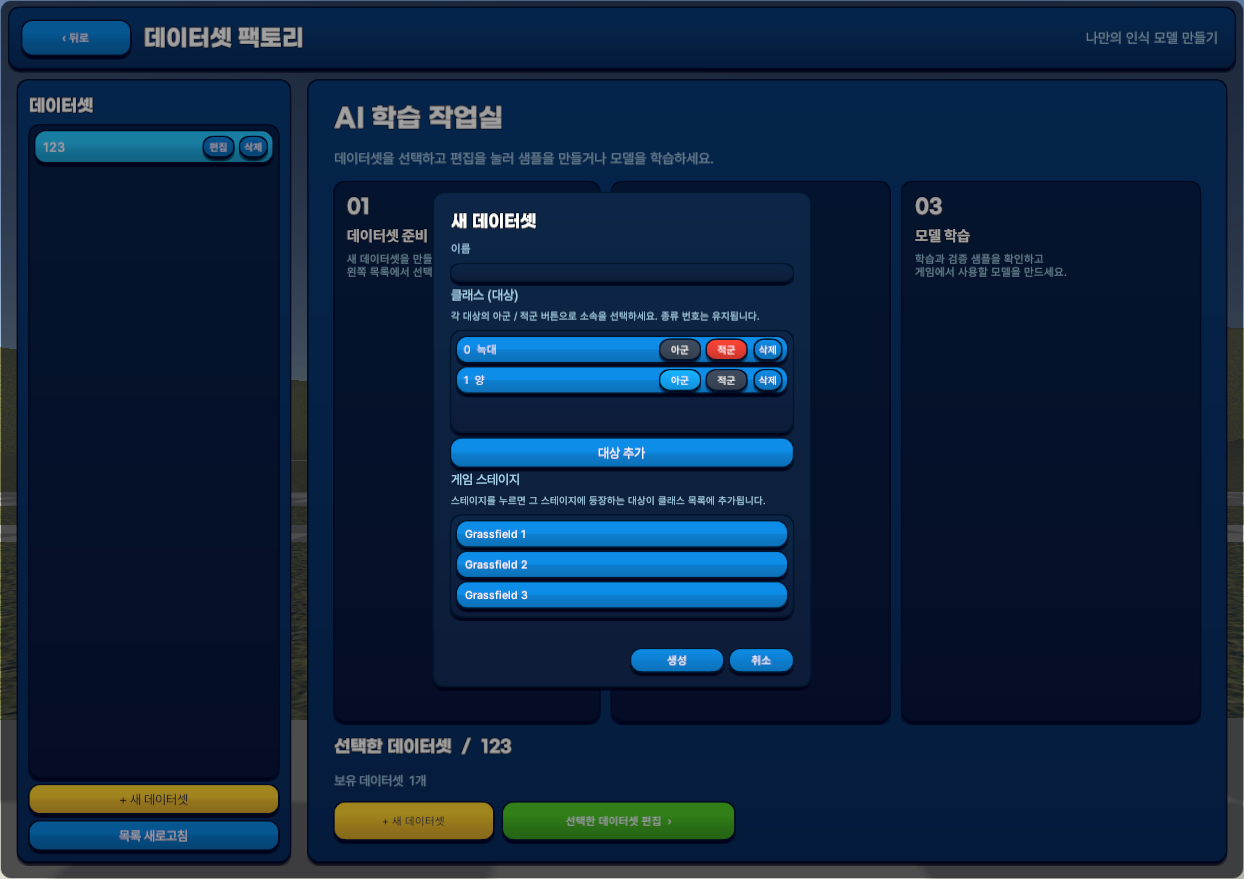 ‹ 뒤로
데이터셋 팩토리
나만의 인식 모델 만들기
데이터셋
123
편집
삭제
+ 새 데이터셋
목록 새로고침
AI 학습 작업실
데이터셋을 선택하고 편집을 눌러 샘플을 만들거나 모델을 학습하세요.
01
데이터셋 준비
새 데이터셋을 만들
왼쪽 목록에서 선택
03
모델 학습
학습과 검증 샘플을 확인하고
게임에서 사용할 모델을 만드세요.
새 데이터셋
이름
클래스 (대상)
각 대상의 아군 / 적군 버튼으로 소속을 선택하세요. 종류 번호는 유지됩니다.
0 늑대
아군
적군
삭제
1 양
아군
적군
삭제
대상 추가
게임 스테이지
스테이지를 누르면 그 스테이지에 등장하는 대상이 클래스 목록에 추가됩니다.
Grassfield 1
Grassfield 2
Grassfield 3
생성
취소
선택한 데이터셋 / 123
보유 데이터셋 1개
+ 새 데이터셋
선택한 데이터셋 편집 ›